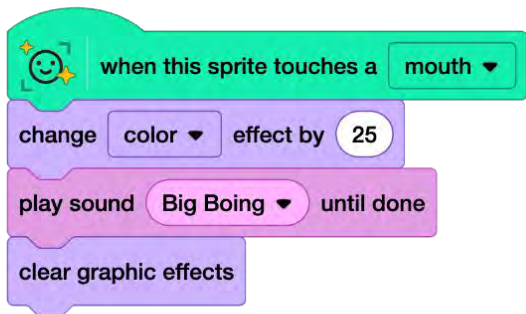 when this sprite touches a mouth
change color effect by 25
play sound Big Boing until done
clear graphic effects